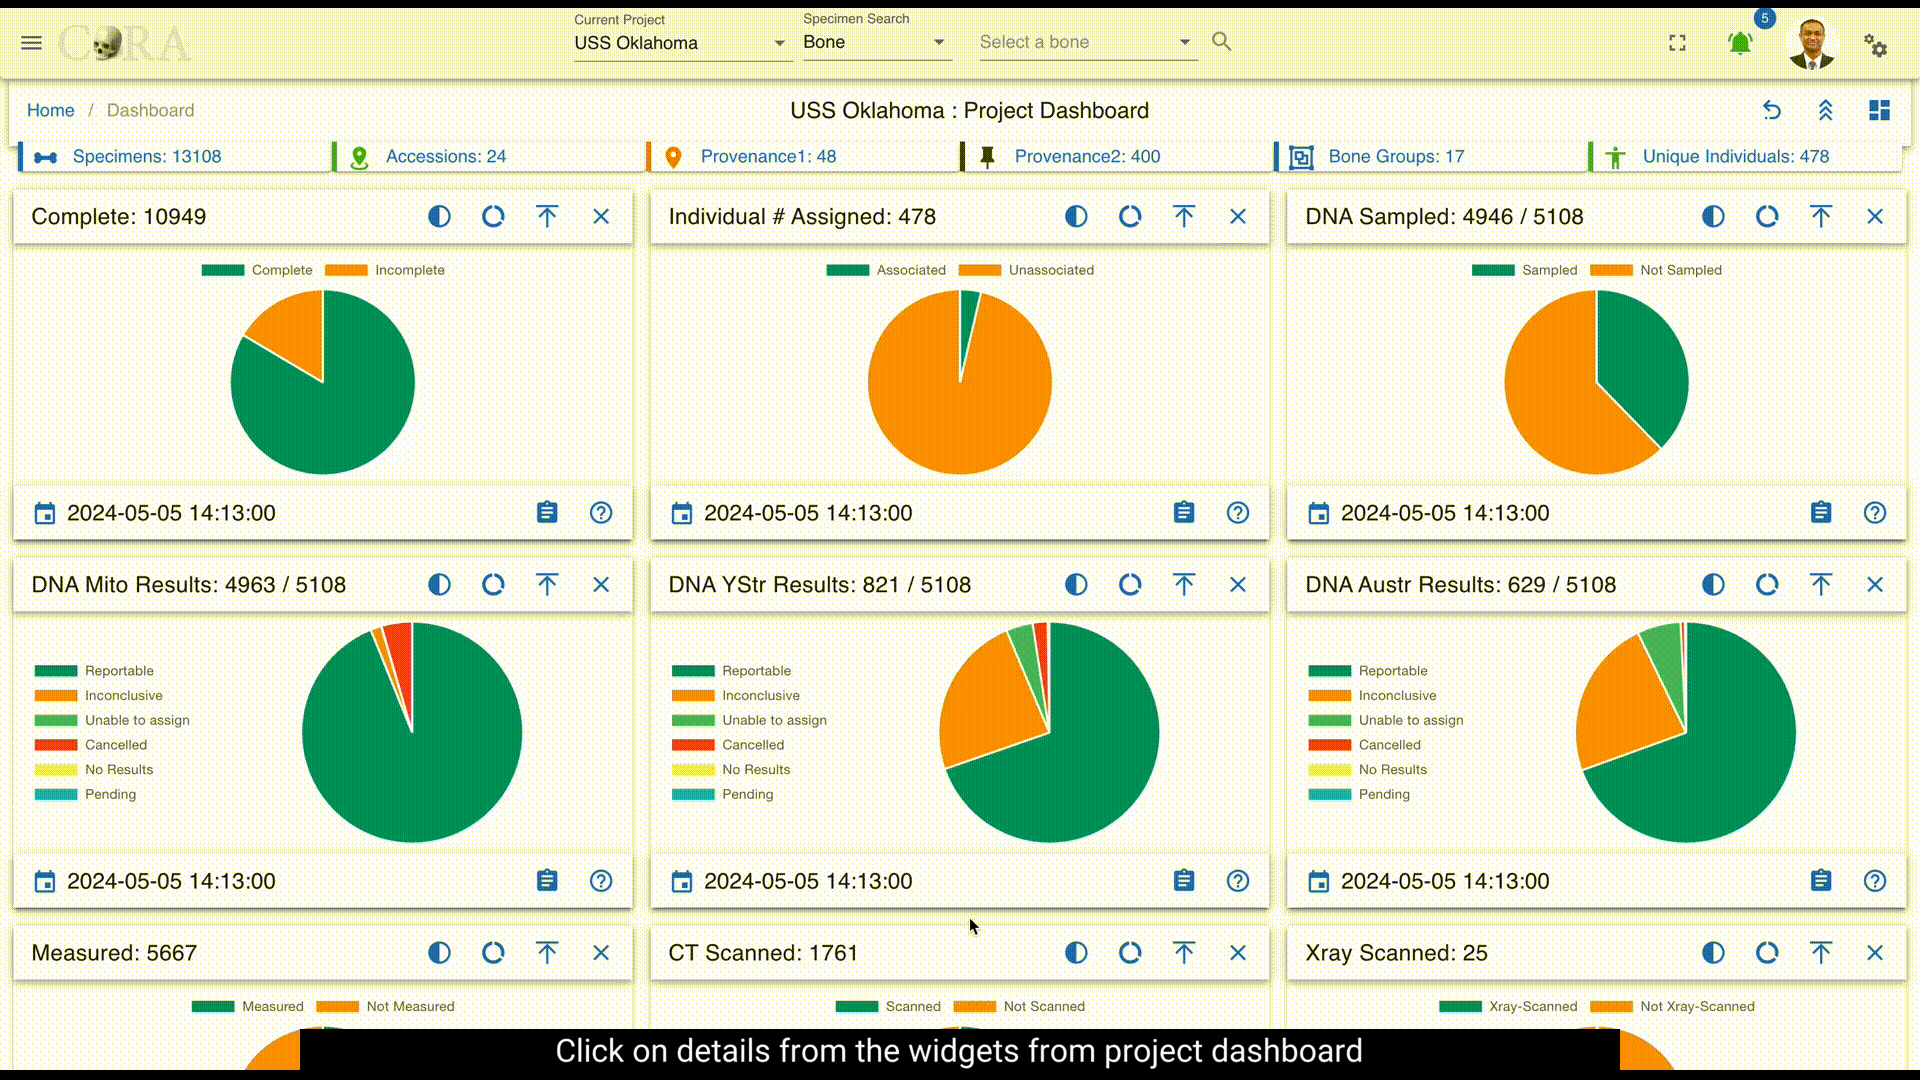 CORA
Current Project
USS Oklahoma
Specimen Search
Bone
Select a bone
5
Home / Dashboard
USS Oklahoma : Project Dashboard
Specimens: 13108
Accessions: 24
Provenance1: 48
Provenance2: 400
Bone Groups: 17
Unique Individuals: 478
Complete: 10949
Complete Incomplete
2024-05-05 14:13:00
Individual # Assigned: 478
Associated Unassociated
2024-05-05 14:13:00
DNA Sampled: 4946 / 5108
Sampled Not Sampled
2024-05-05 14:13:00
DNA Mito Results: 4963 / 5108
Reportable
Inconclusive
Unable to assign
Cancelled
No Results
Pending
2024-05-05 14:13:00
DNA YStr Results: 821 / 5108
Reportable
Inconclusive
Unable to assign
Cancelled
No Results
Pending
2024-05-05 14:13:00
DNA Austr Results: 629 / 5108
Reportable
Inconclusive
Unable to assign
Cancelled
No Results
Pending
2024-05-05 14:13:00
Measured: 5667
Measured Not Measured
CT Scanned: 1761
Scanned Not Scanned
Xray Scanned: 25
Xray-Scanned Not Xray-Scanned
Click on details from the widgets from project dashboard